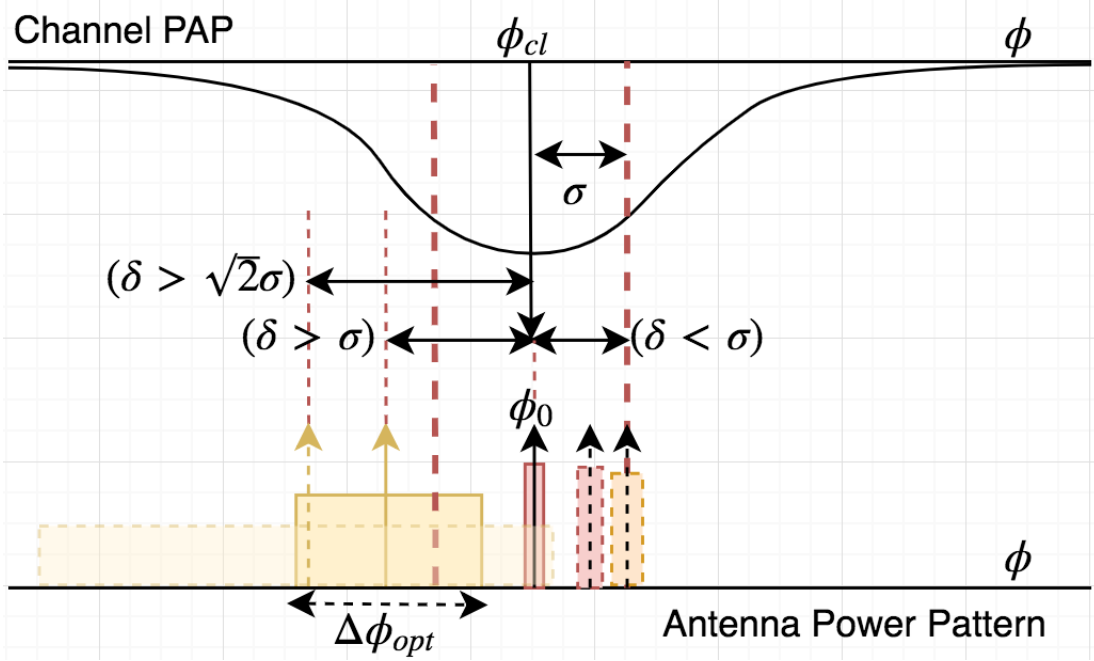 Channel PAP
ϕ_cl
ϕ
σ
(δ > √2σ)
(δ > σ)
(δ < σ)
ϕ_0
ϕ
Δϕ_opt
Antenna Power Pattern